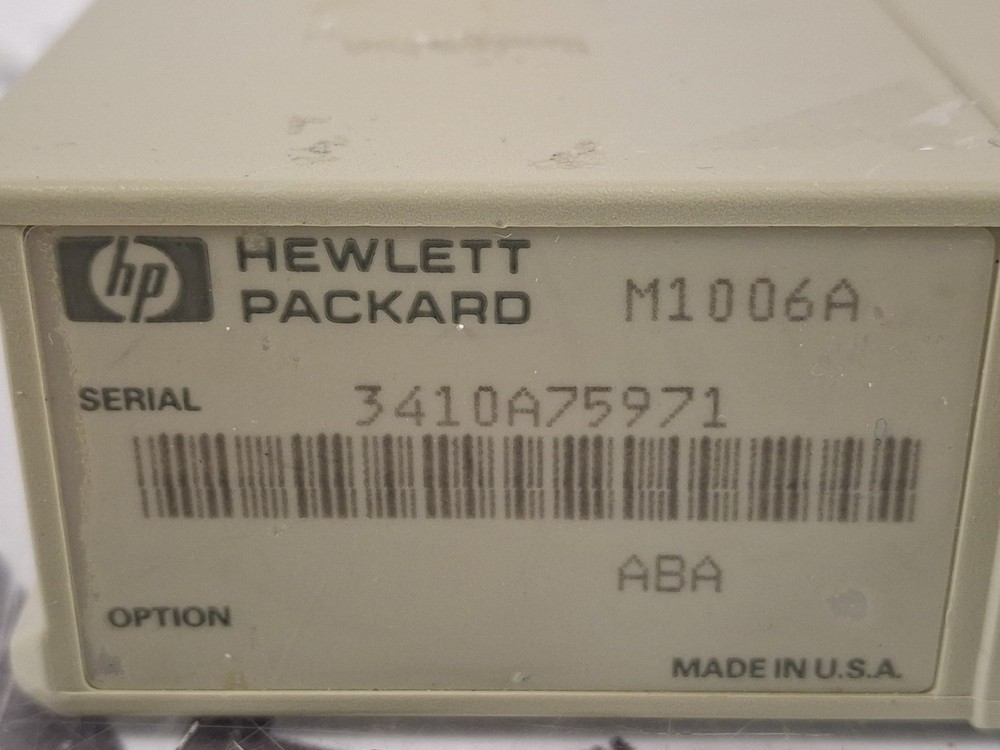 hp HEWLETT
PACKARD
M1006A
SERIAL 3410A75971
ABA
OPTION
MADE IN U.S.A.